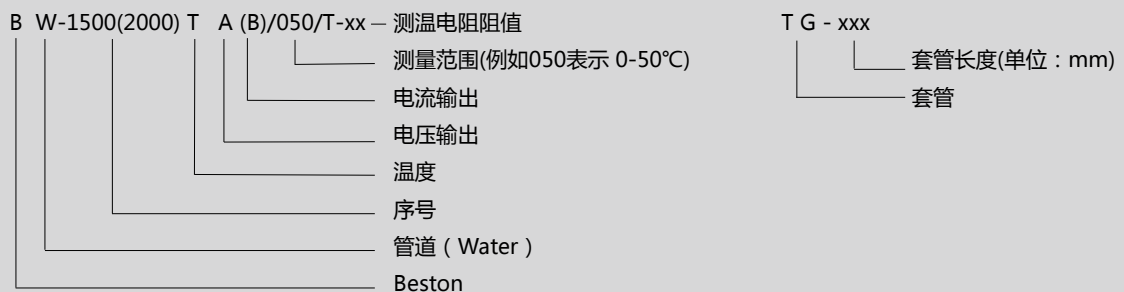 B W-1500(2000) T A (B)/050/T-xx — 测温电阻阻值
T G - xxx
测量范围(例如050表示 0-50℃)
套管长度(单位：mm)
电流输出
套管
电压输出
温度
序号
管道（Water）
Beston